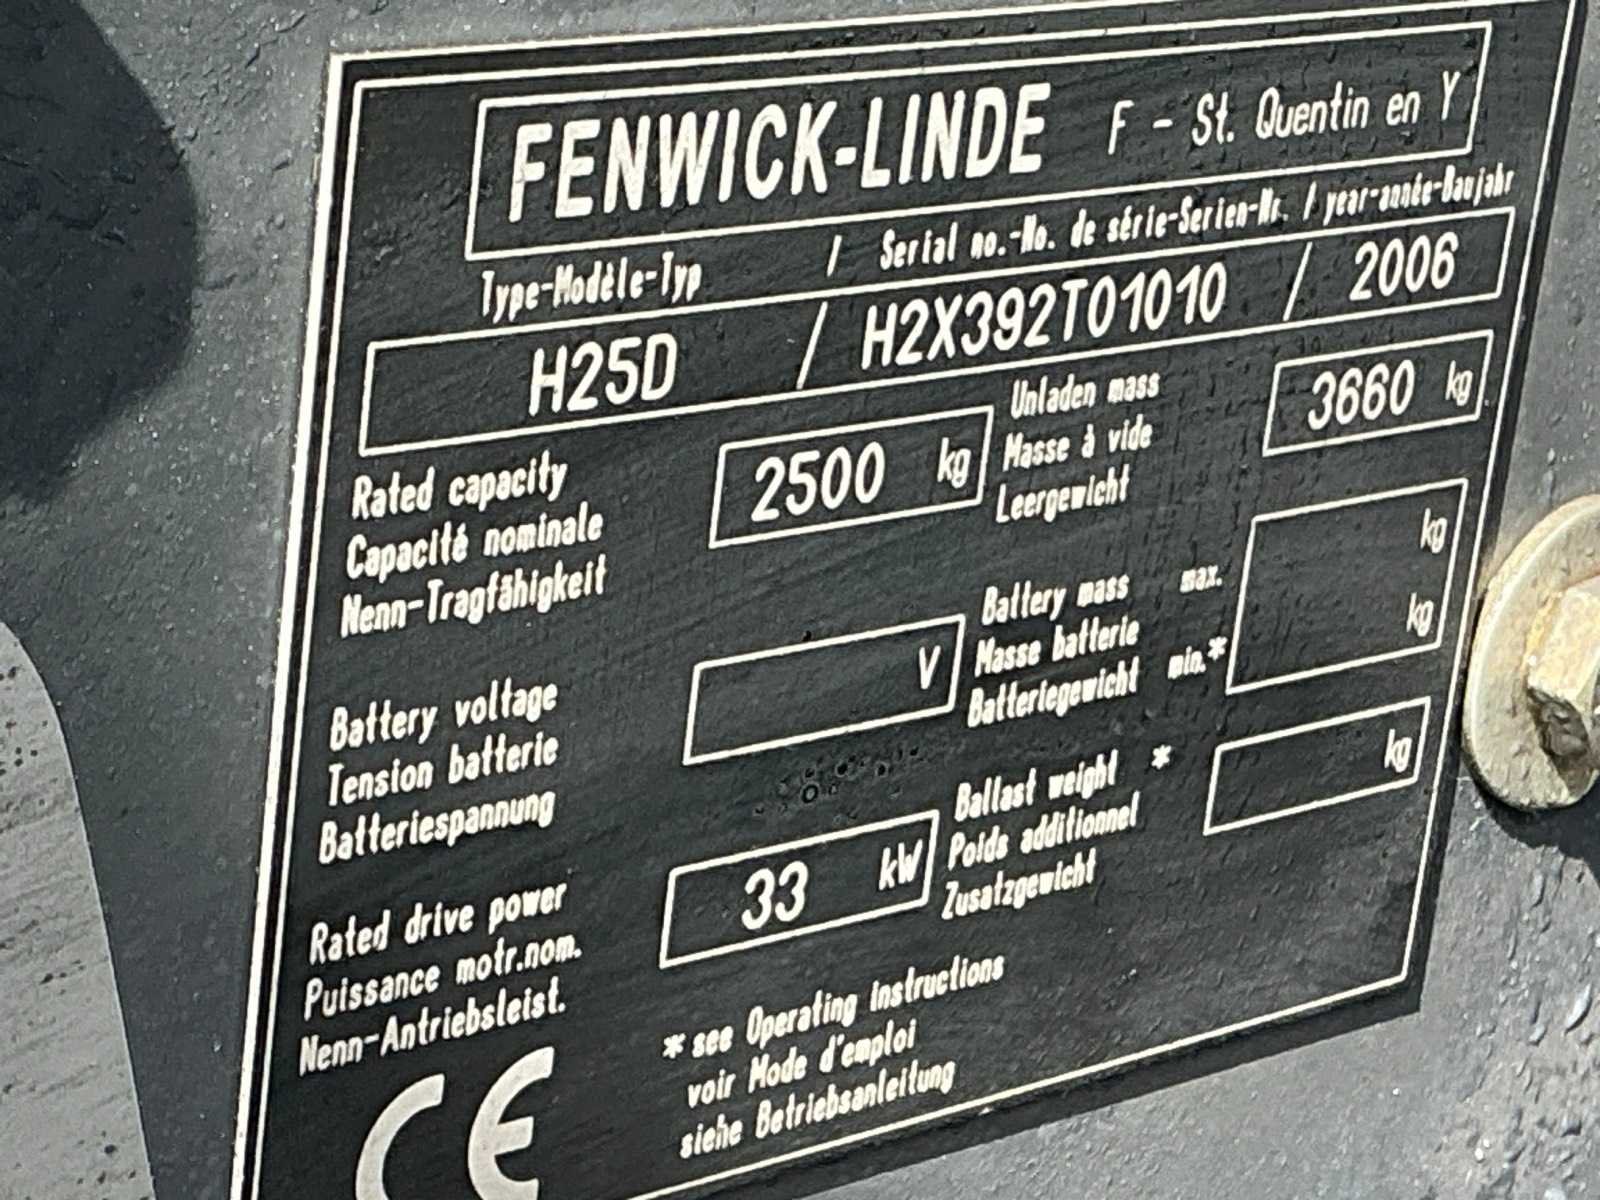 FENWICK-LINDE F - St. Quentin en Y
Type-Modèle-Typ / Serial no.-No. de série-Serien-Nr. / year-année-Baujahr
H25D / H2X392T01010 / 2006
Rated capacity
Capacité nominale
Nenn-Tragfähigkeit
2500 kg
Unladen mass
Masse à vide
Leergewicht
3660 kg
Battery voltage
Tension batterie
Batteriespannung
V
Battery mass max.
Masse batterie
Batteriegewicht min.*
kg
kg
Rated drive power
Puissance motr.nom.
Nenn-Antriebsleist.
33 kW
Ballast weight *
Poids additionnel
Zusatzgewicht
kg
* see Operating instructions
voir Mode d'emploi
siehe Betriebsanleitung
CE